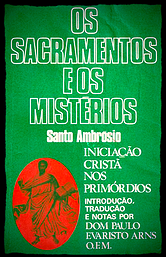 OS
SACRAMENTOS
E OS
MISTÉRIOS
Santo Ambrósio
INICIAÇÃO
CRISTÃ
NOS
PRIMÓRDIOS
INTRODUÇÃO,
TRADUÇÃO
E NOTAS POR
DOM PAULO
EVARISTO ARNS
O.F.M.